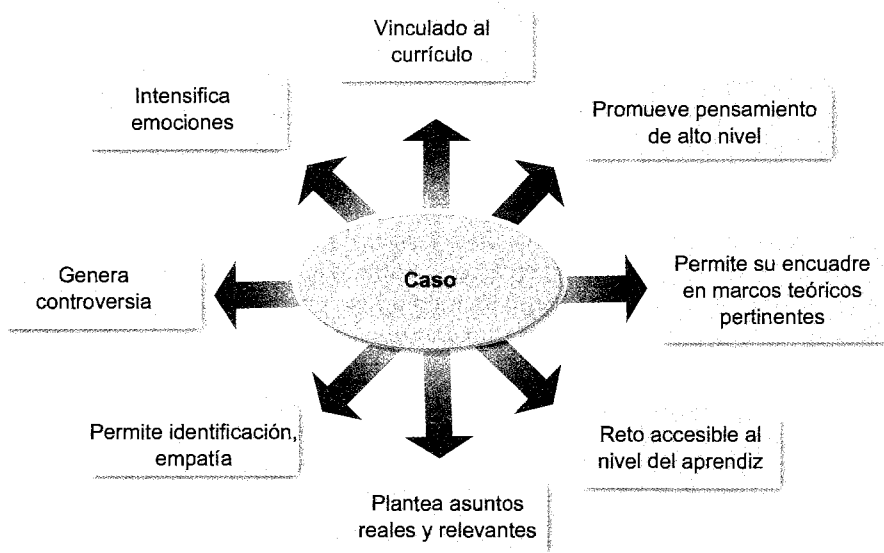 Vinculado al
currículo
Intensifica
emociones
Promueve pensamiento
de alto nivel
Genera
controversia
Caso
Permite su encuadre
en marcos teóricos
pertinentes
Permite identificación,
empatía
Reto accesible al
nivel del aprendiz
Plantea asuntos
reales y relevantes